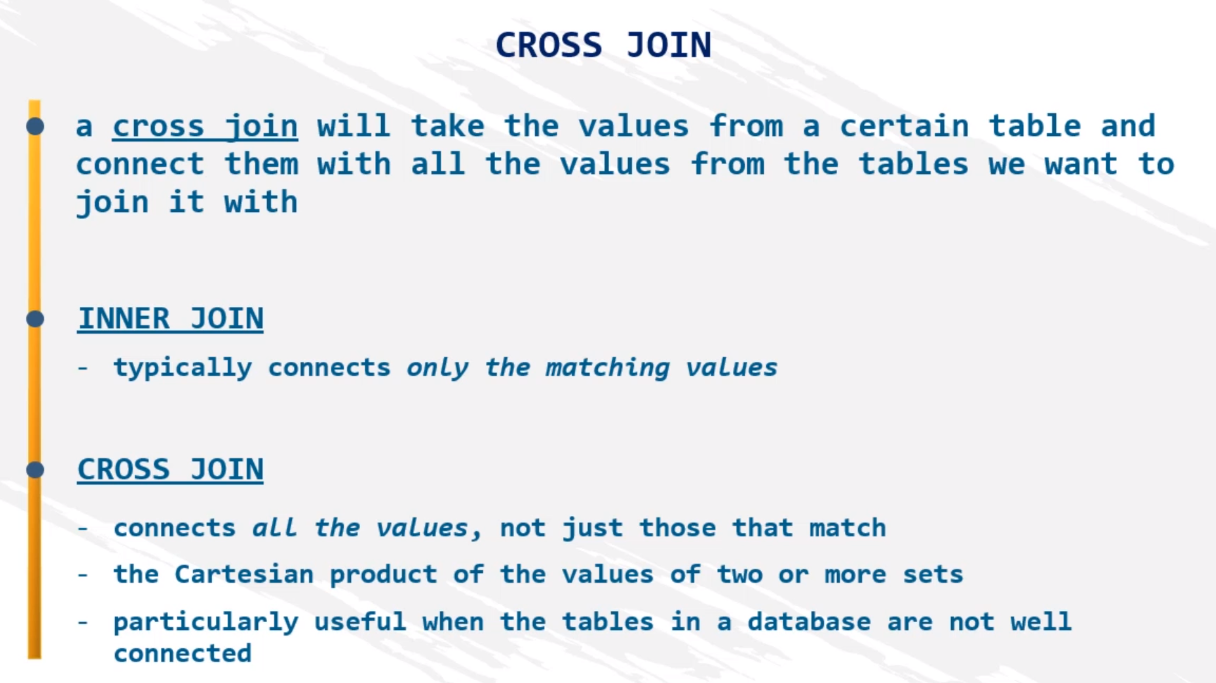 CROSS JOIN
a cross join will take the values from a certain table and
connect them with all the values from the tables we want to
join it with
INNER JOIN
- typically connects only the matching values
CROSS JOIN
- connects all the values, not just those that match
- the Cartesian product of the values of two or more sets
- particularly useful when the tables in a database are not well
connected